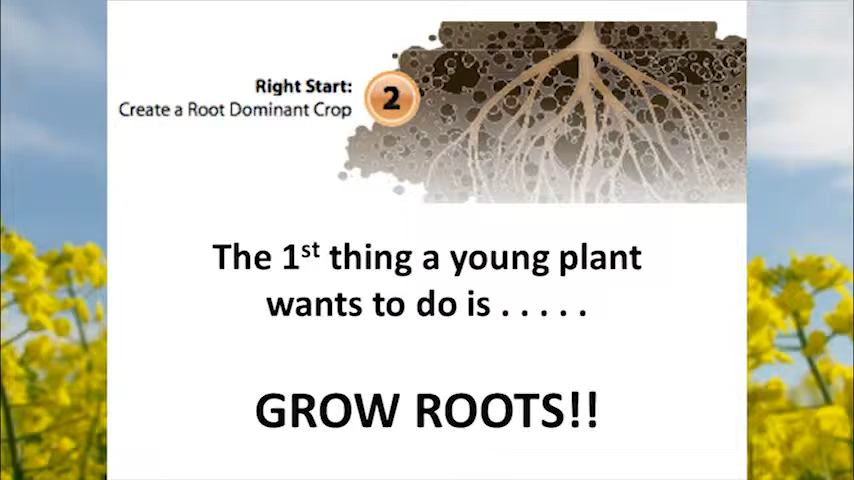 Right Start:
Create a Root Dominant Crop
2
The 1st thing a young plant
wants to do is . . . . .
GROW ROOTS!!